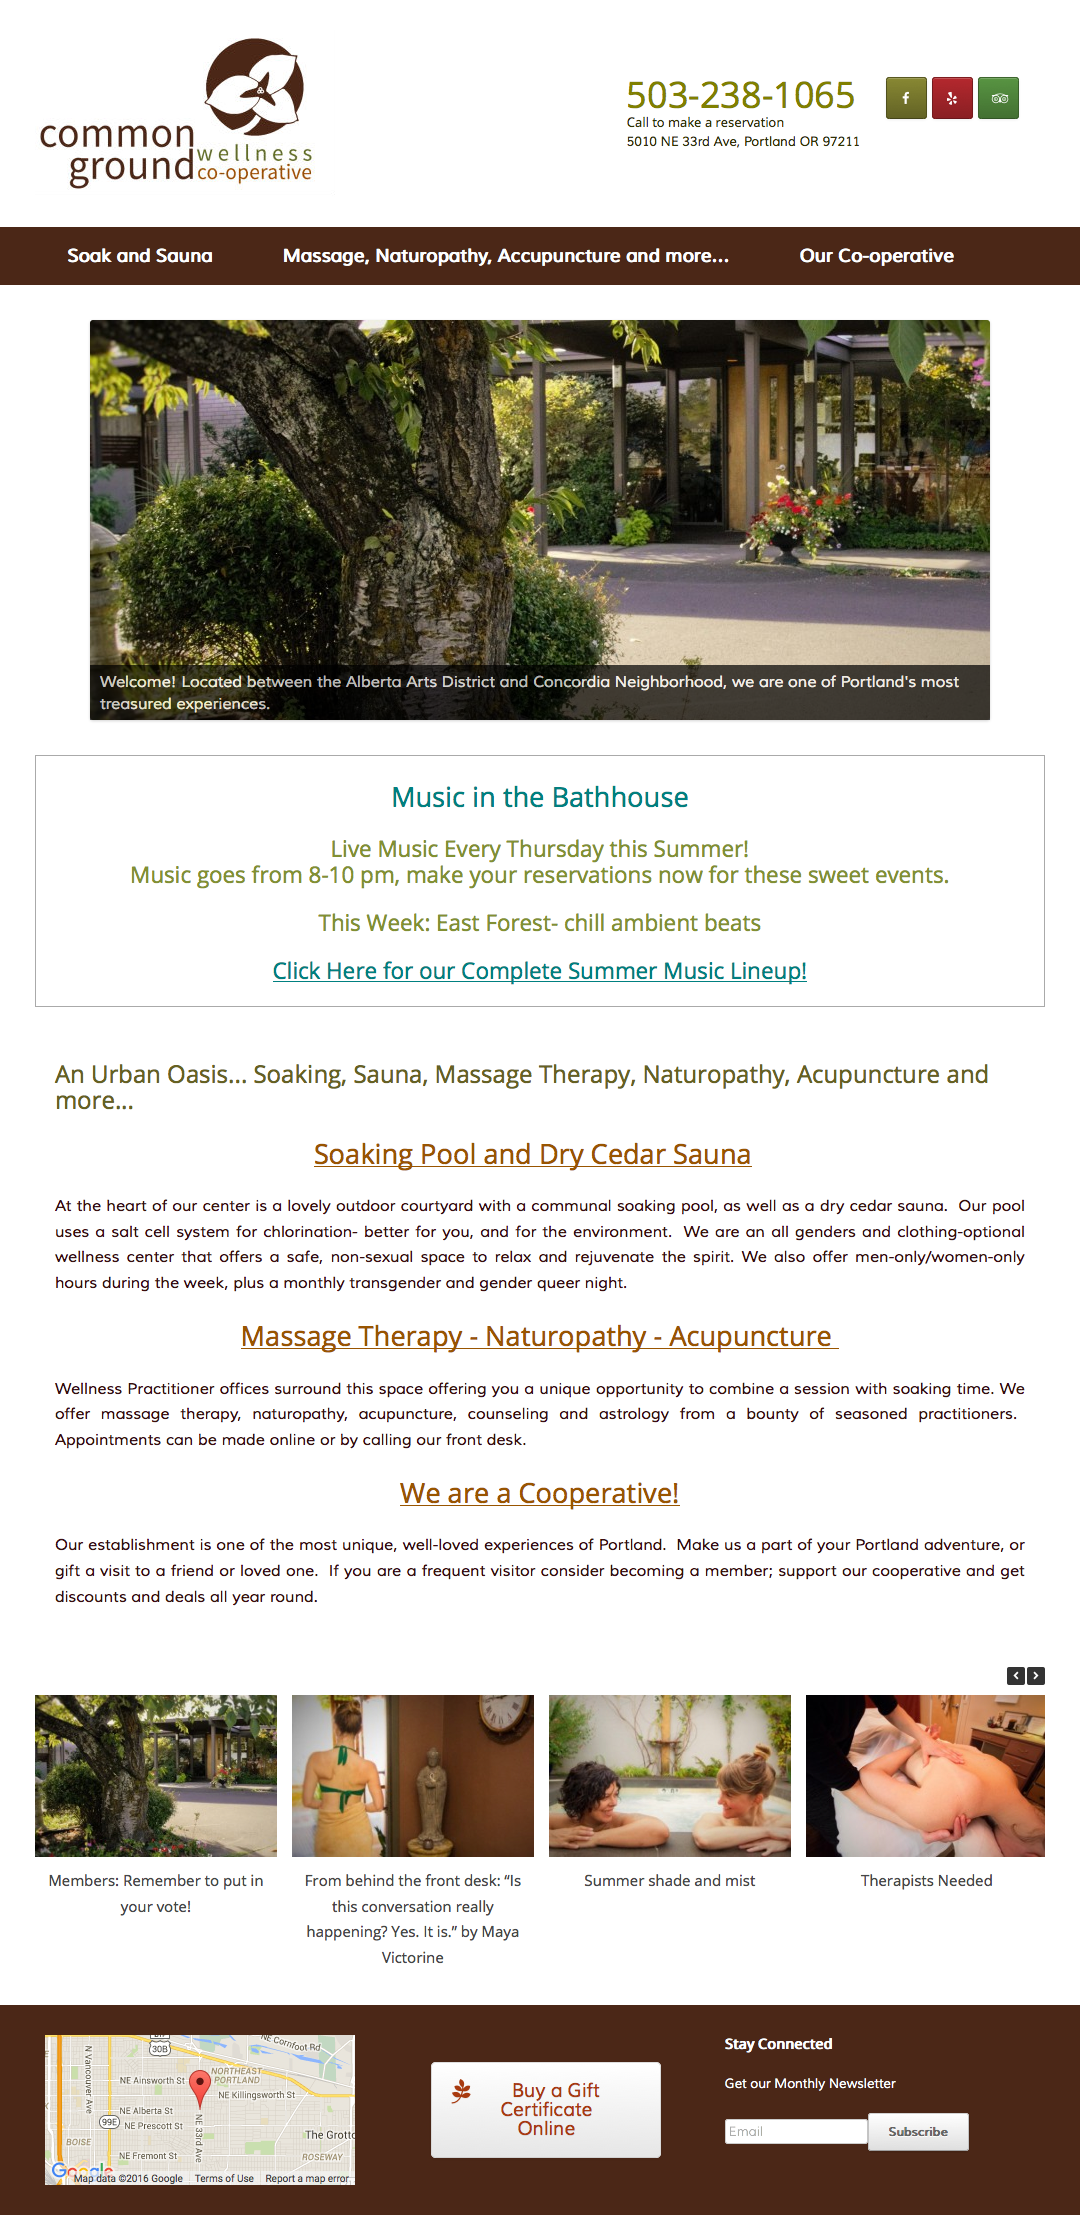 common
ground
wellness
co-operative
503-238-1065
Call to make a reservation
5010 NE 33rd Ave, Portland OR 97211
Soak and Sauna
Massage, Naturopathy, Accupuncture and more...
Our Co-operative
Welcome! Located between the Alberta Arts District and Concordia Neighborhood, we are one of Portland's most
treasured experiences.
Music in the Bathhouse
Live Music Every Thursday this Summer!
Music goes from 8-10 pm, make your reservations now for these sweet events.
This Week: East Forest- chill ambient beats
Click Here for our Complete Summer Music Lineup!
An Urban Oasis... Soaking, Sauna, Massage Therapy, Naturopathy, Acupuncture and
more...
Soaking Pool and Dry Cedar Sauna
At the heart of our center is a lovely outdoor courtyard with a communal soaking pool, as well as a dry cedar sauna. Our pool
uses a salt cell system for chlorination- better for you, and for the environment. We are an all genders and clothing-optional
wellness center that offers a safe, non-sexual space to relax and rejuvenate the spirit. We also offer men-only/women-only
hours during the week, plus a monthly transgender and gender queer night.
Massage Therapy - Naturopathy - Acupuncture
Wellness Practitioner offices surround this space offering you a unique opportunity to combine a session with soaking time. We
offer massage therapy, naturopathy, acupuncture, counseling and astrology from a bounty of seasoned practitioners.
Appointments can be made online or by calling our front desk.
We are a Cooperative!
Our establishment is one of the most unique, well-loved experiences of Portland. Make us a part of your Portland adventure, or
gift a visit to a friend or loved one. If you are a frequent visitor consider becoming a member; support our cooperative and get
discounts and deals all year round.
Members: Remember to put in
your vote!
From behind the front desk: “Is
this conversation really
happening? Yes. It is.” by Maya
Victorine
Summer shade and mist
Therapists Needed
30B
NE Cornfoot Rd
N Vancouver Ave
NE Ainsworth St
NORTHEAST
PORTLAND
NE Killingsworth St
NE Alberta St
99E
NE Prescott St
NE 33rd Ave
The Grotto
BOISE
NE Fremont St
ROSEWAY
Google
Map data ©2016 Google
Terms of Use
Report a map error
Buy a Gift
Certificate
Online
Stay Connected
Get our Monthly Newsletter
Email
Subscribe